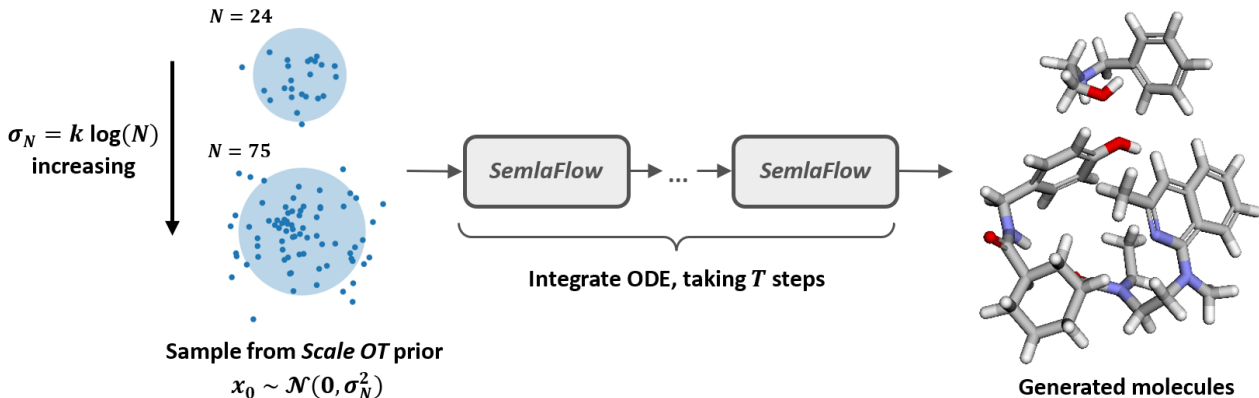 N = 24
σ_N = k log(N)
increasing
N = 75
SemlaFlow
...
SemlaFlow
Integrate ODE, taking T steps
Sample from Scale OT prior
x_0 ~ 𝒩(0, σ_N^2)
Generated molecules